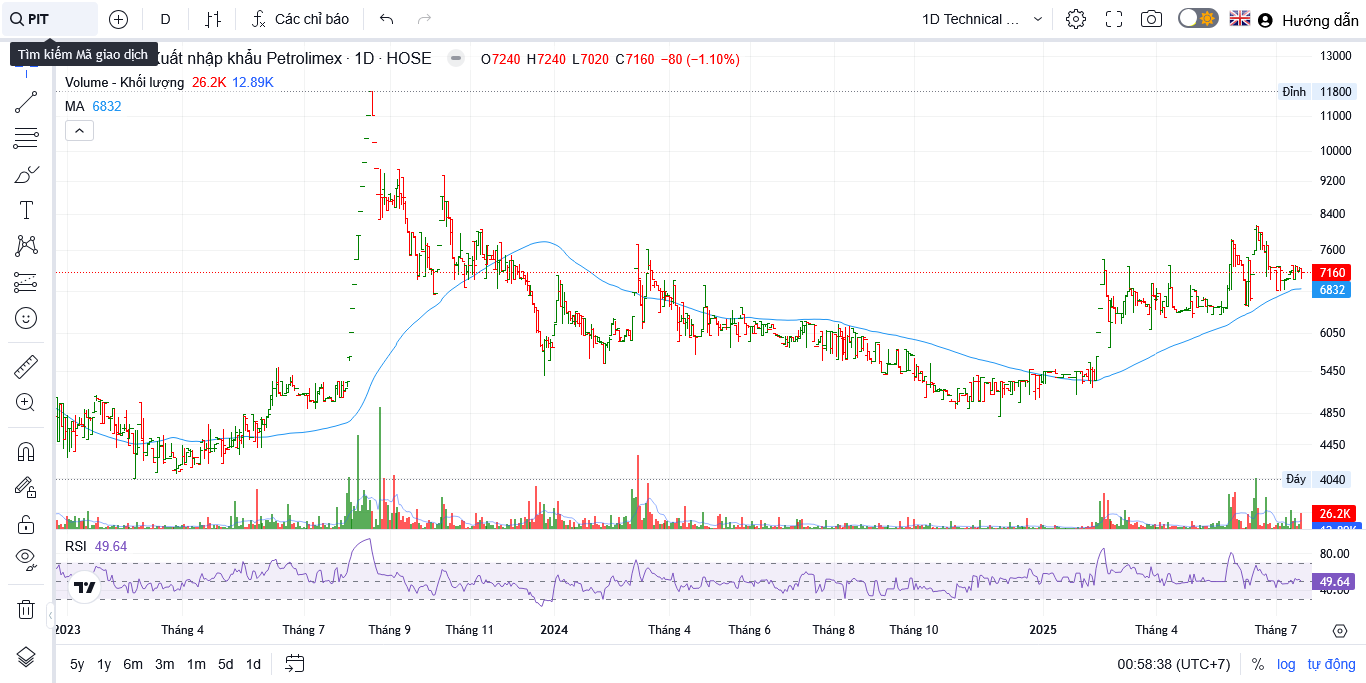 PIT D Các chỉ báo 1D Technical ... Hướng dẫn
Tìm kiếm Mã giao dịch
Xuất nhập khẩu Petrolimex · 1D · HOSE O7240 H7240 L7020 C7160 −80 (−1.10%)
Volume - Khối lượng 26.2K 12.89K
MA 6832
13000
Đỉnh 11800
11000
10000
9200
8400
7600
7160
6832
6050
5450
4850
4450
Đáy 4040
26.2K
12.89K
RSI 49.64
80.00
49.64
40.00
2023 Tháng 4 Tháng 7 Tháng 9 Tháng 11 2024 Tháng 4 Tháng 6 Tháng 8 Tháng 10 2025 Tháng 4 Tháng 7
5y 1y 6m 3m 1m 5d 1d 00:58:38 (UTC+7) % log tự động